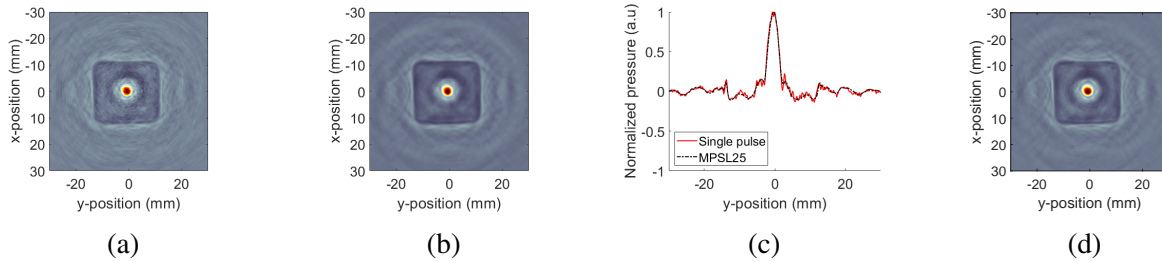 -30
-20
-10
0
10
20
30
x-position (mm)
-20 0 20
y-position (mm)
(a)
-30
-20
-10
0
10
20
30
x-position (mm)
-20 0 20
y-position (mm)
(b)
1
0.5
0
-0.5
-1
Normalized pressure (a.u)
Single pulse
MPSL25
-20 0 20
y-position (mm)
(c)
-30
-20
-10
0
10
20
30
x-position (mm)
-20 0 20
y-position (mm)
(d)